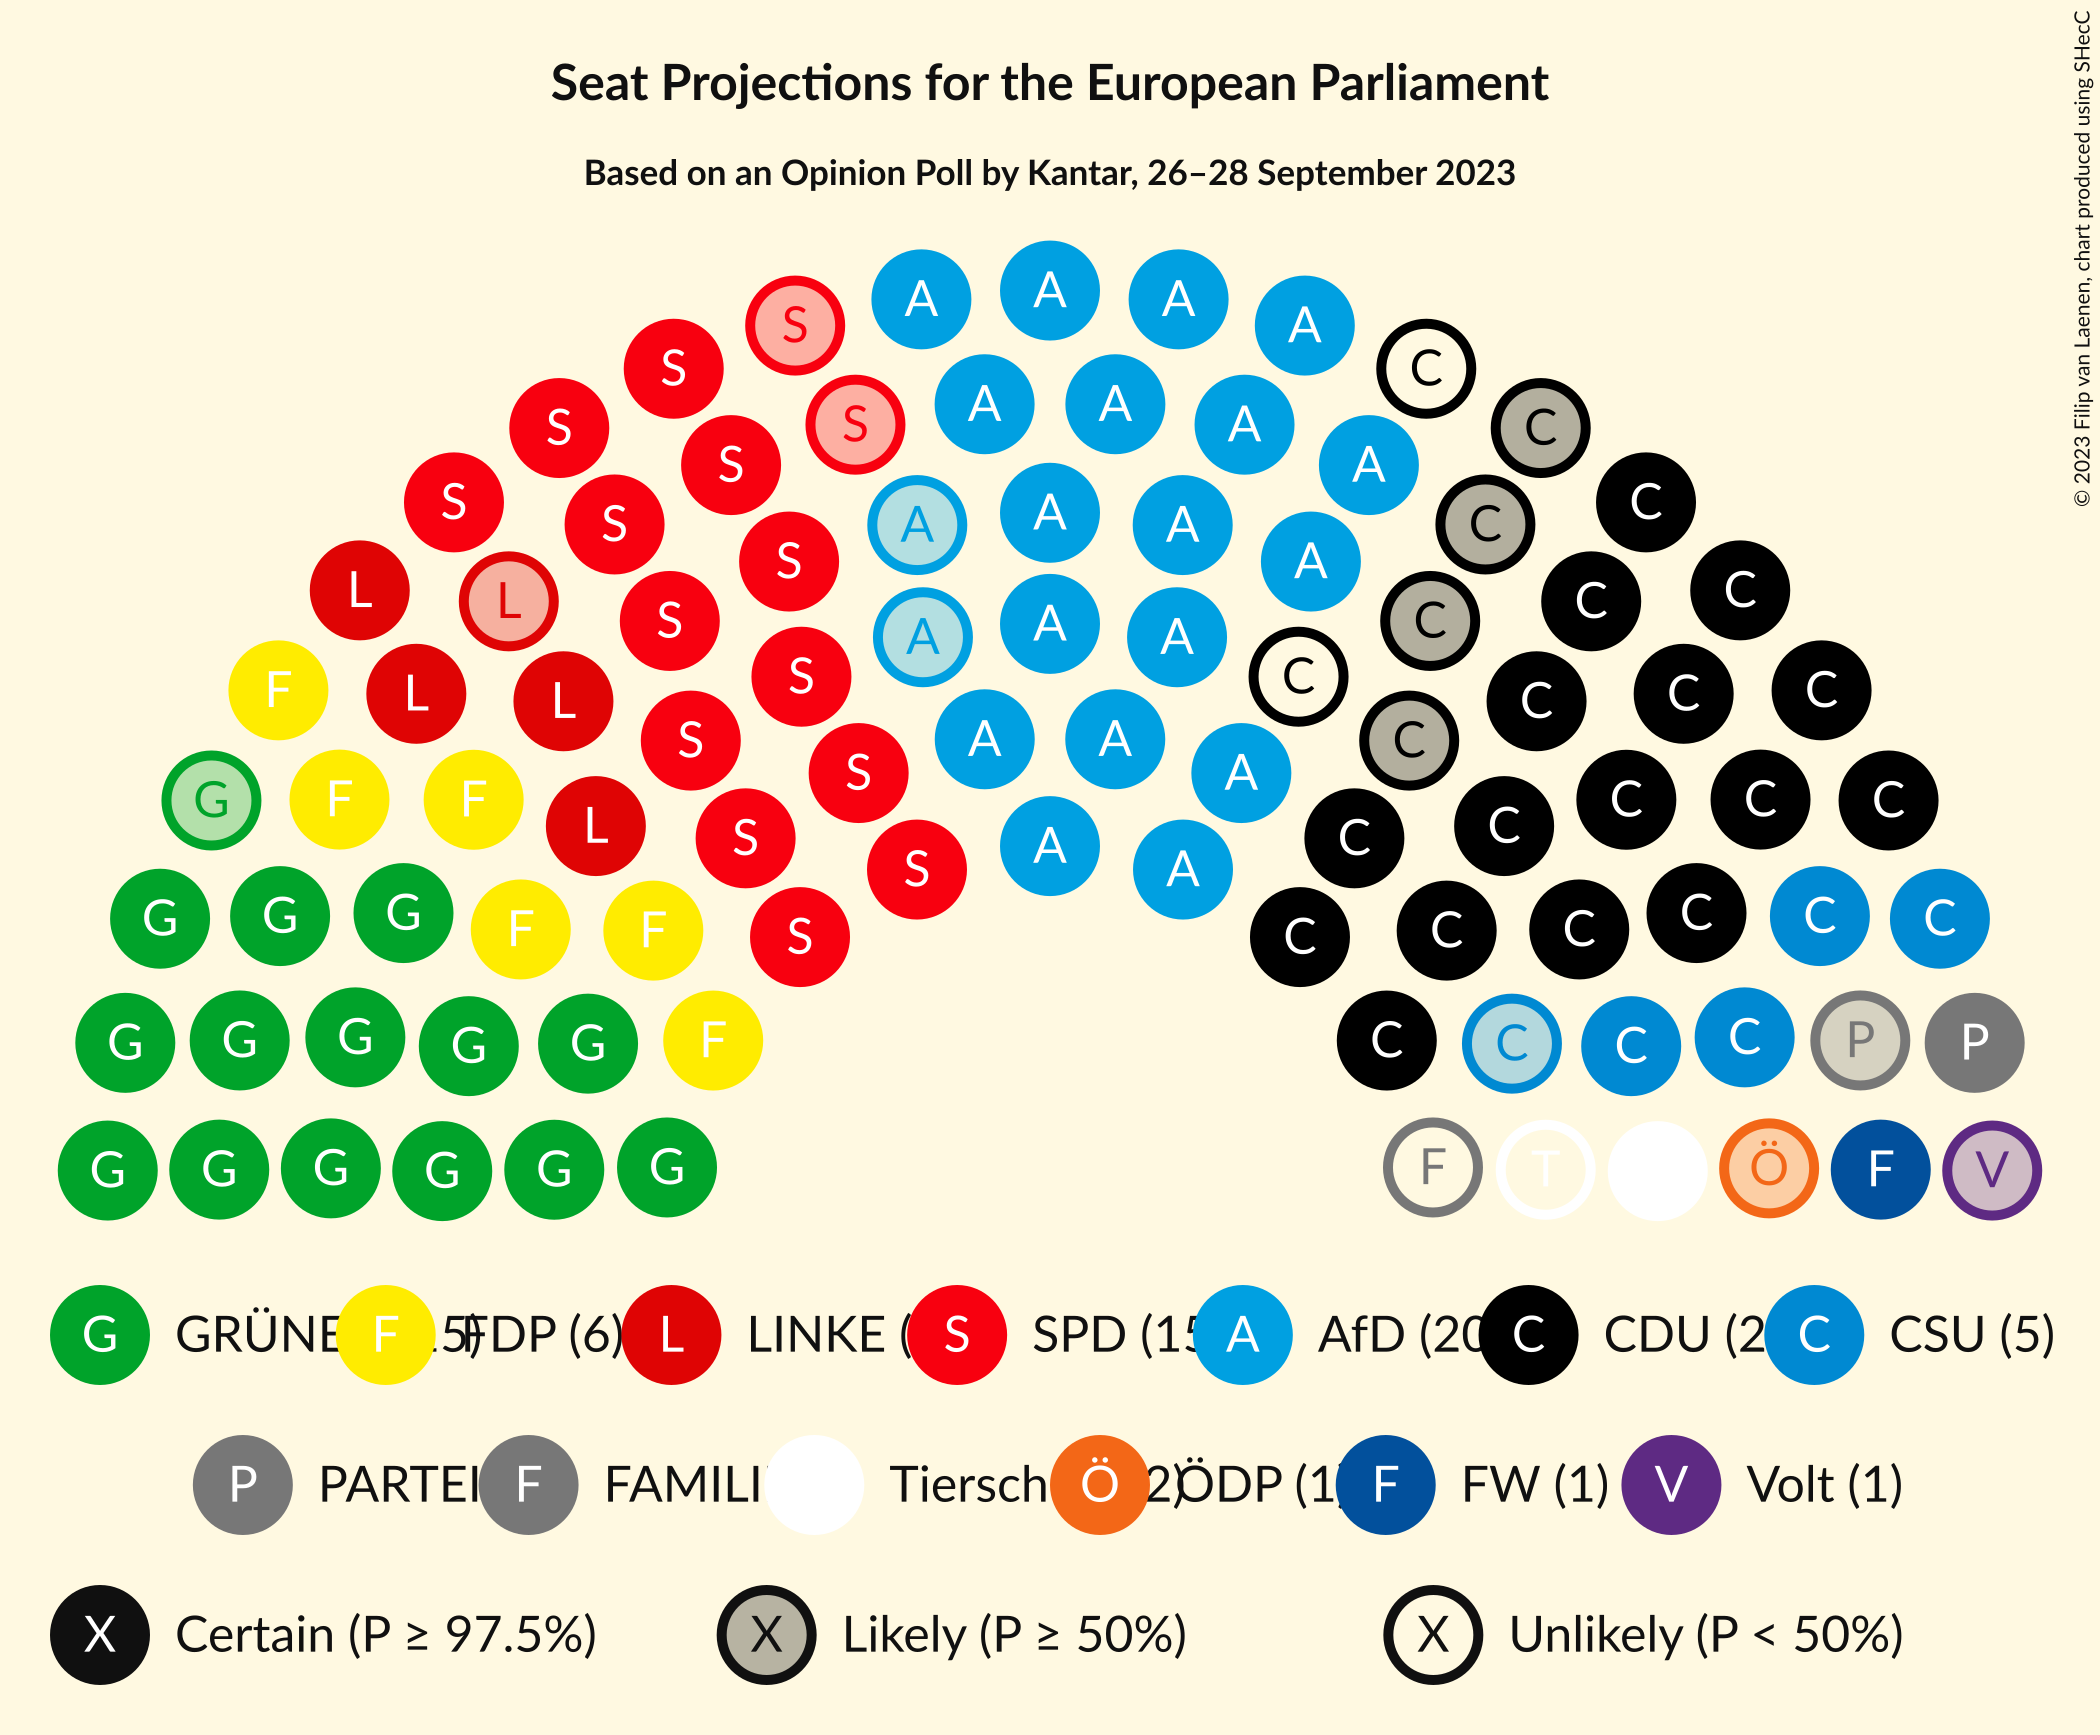 Seat Projections for the European Parliament
Based on an Opinion Poll by Kantar, 26–28 September 2023
© 2023 Filip van Laenen, chart produced using SHecC
A A A A
S S C C
S A A A S A C C
S S A A A A C C C
L L S S A C C C
F L L S S A A A C C C C C C
G F F L S S A A A C C C C C
G G G F F S S A A C C C C C C
G G G G G F C C C C P P
G G G G G G F T Ö F V
G GRÜNE 5) F FDP (6) L LINKE ( S SPD (15 A AfD (20 C CDU (2 C CSU (5)
P PARTEI F FAMILI Tiersch 2) Ö ÖDP (1 F FW (1) V Volt (1)
X Certain (P ≥ 97.5%) X Likely (P ≥ 50%) X Unlikely (P < 50%)